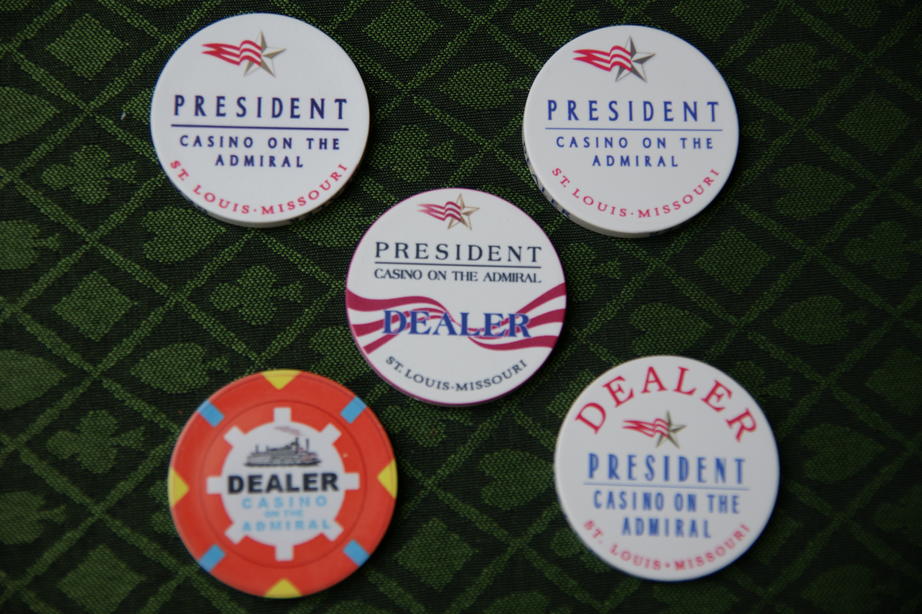 PRESIDENT
CASINO ON THE
ADMIRAL
ST. LOUIS·MISSOURI
PRESIDENT
CASINO ON THE
ADMIRAL
ST. LOUIS·MISSOURI
PRESIDENT
CASINO ON THE ADMIRAL
DEALER
ST. LOUIS·MISSOURI
DEALER
CASINO
ON THE
ADMIRAL
DEALER
PRESIDENT
CASINO ON THE
ADMIRAL
ST. LOUIS·MISSOURI